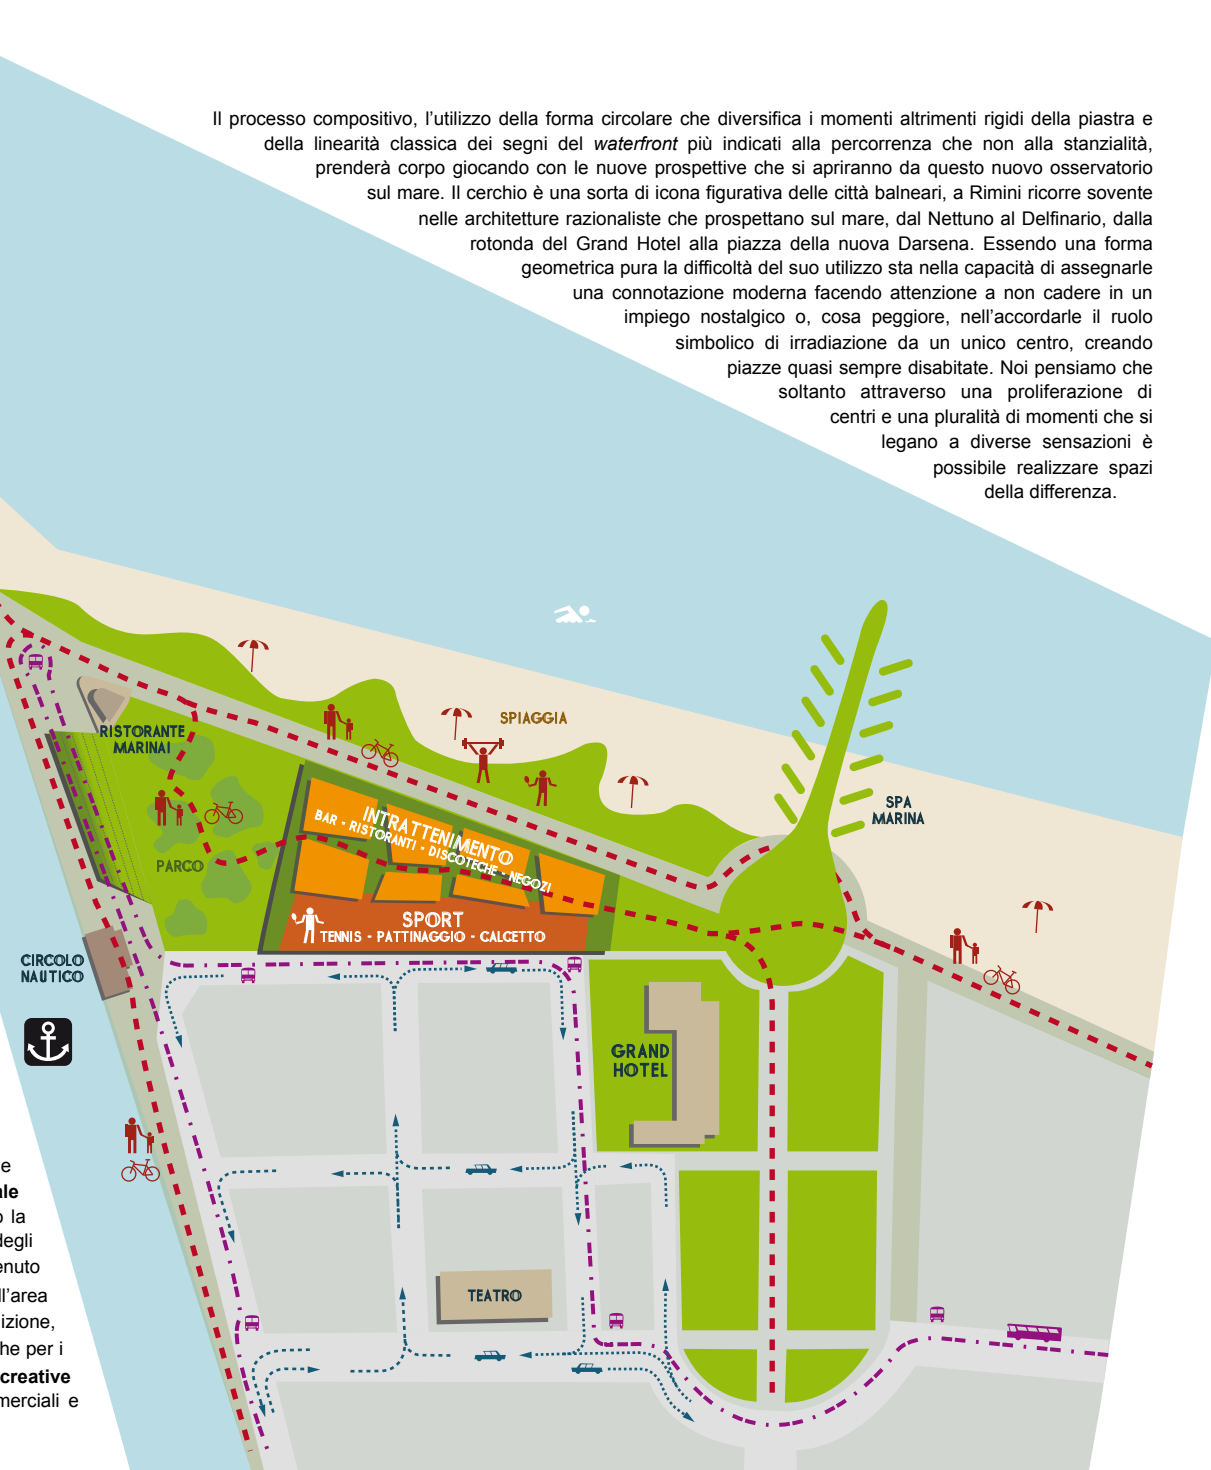 Il processo compositivo, l’utilizzo della forma circolare che diversifica i momenti altrimenti rigidi della piastra e
della linearità classica dei segni del waterfront più indicati alla percorrenza che non alla stanzialità,
prenderà corpo giocando con le nuove prospettive che si apriranno da questo nuovo osservatorio
sul mare. Il cerchio è una sorta di icona figurativa delle città balneari, a Rimini ricorre sovente
nelle architetture razionaliste che prospettano sul mare, dal Nettuno al Delfinario, dalla
rotonda del Grand Hotel alla piazza della nuova Darsena. Essendo una forma
geometrica pura la difficoltà del suo utilizzo sta nella capacità di assegnarle
una connotazione moderna facendo attenzione a non cadere in un
impiego nostalgico o, cosa peggiore, nell’accordarle il ruolo
simbolico di irradiazione da un unico centro, creando
piazze quasi sempre disabitate. Noi pensiamo che
soltanto attraverso una proliferazione di
centri e una pluralità di momenti che si
legano a diverse sensazioni è
possibile realizzare spazi
della differenza.
SPIAGGIA
RISTORANTE
MARINAI
SPA
MARINA
INTRATTENIMENTO
BAR - RISTORANTI - DISCOTECHE - NEGOZI
PARCO
SPORT
TENNIS - PATTINAGGIO - CALCETTO
CIRCOLO
NAUTICO
GRAND
HOTEL
TEATRO
e
ale
o la
degli
enuto
ll’area
izione,
he per i
creative
merciali e